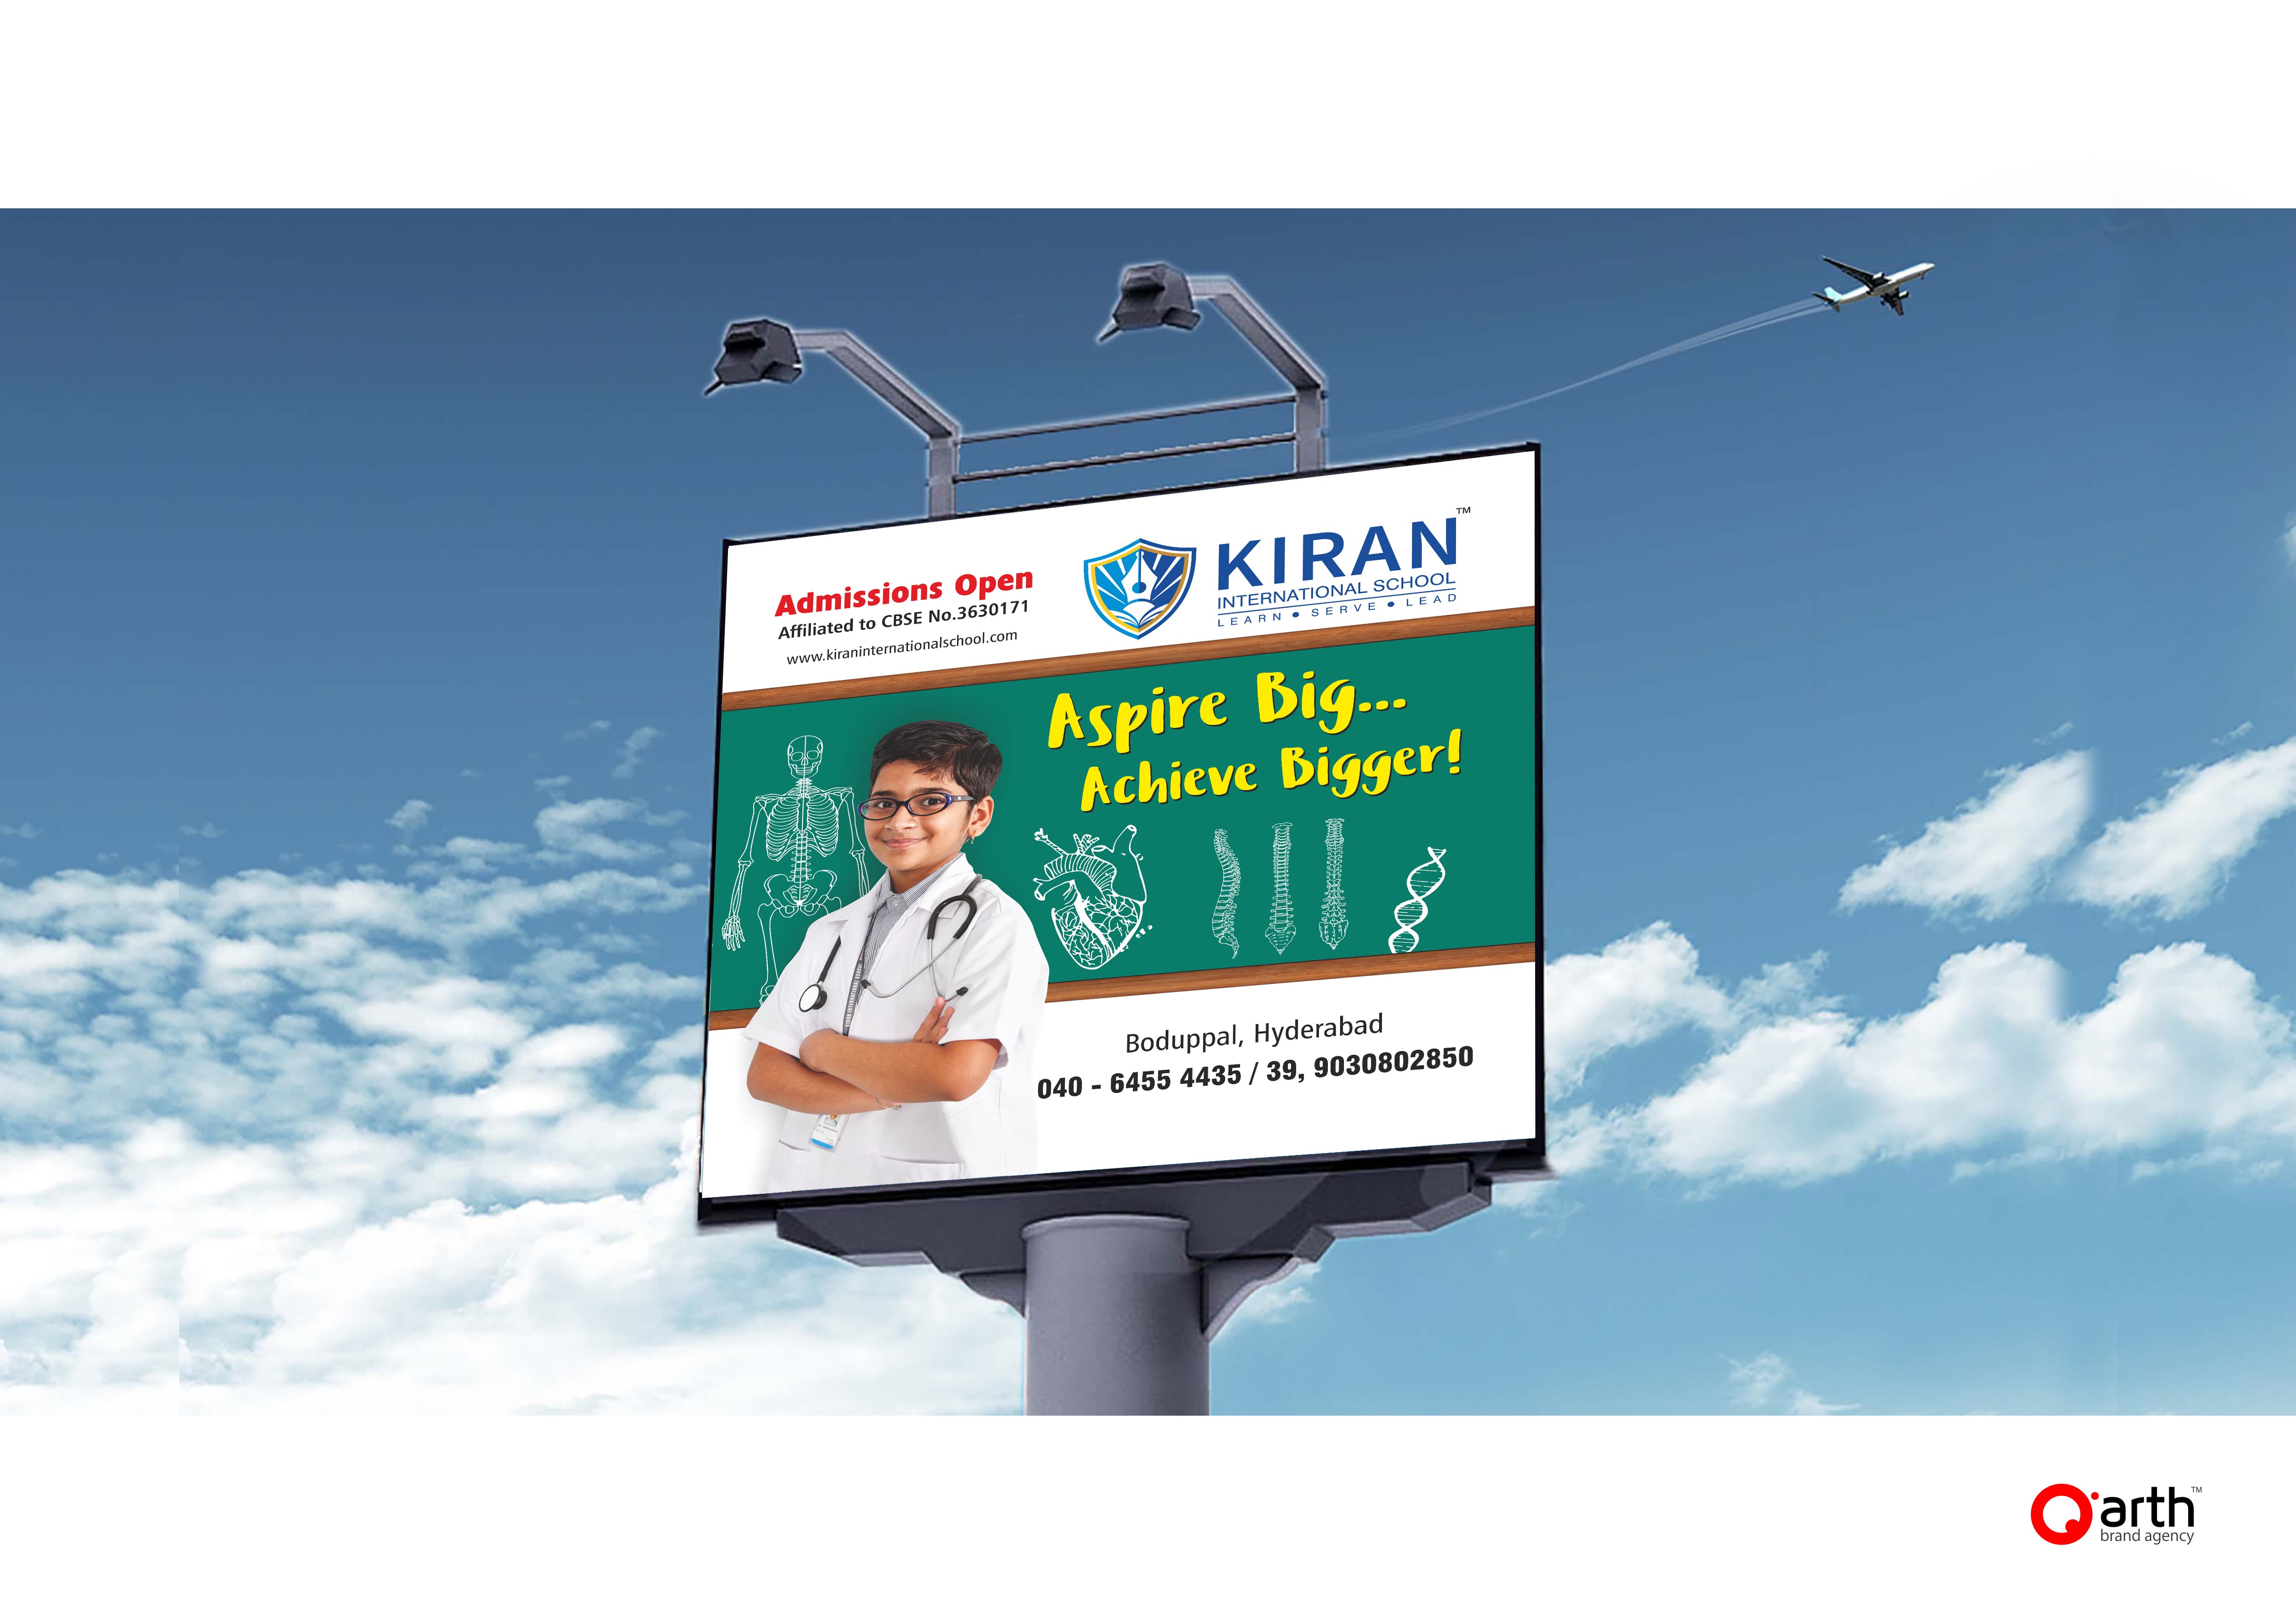 Admissions Open
Affiliated to CBSE No.3630171
www.kiraninternationalschool.com
KIRAN™
INTERNATIONAL SCHOOL
LEARN • SERVE • LEAD
Aspire Big...
Achieve Bigger!
Boduppal, Hyderabad
040 - 6455 4435 / 39, 9030802850
arth™
brand agency